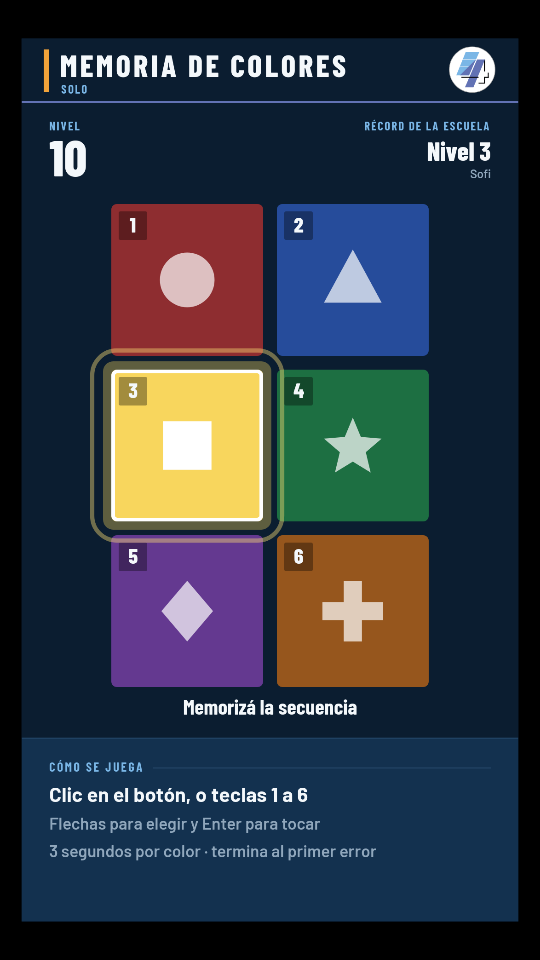 MEMORIA DE COLORES
SOLO
4
NIVEL
10
RÉCORD DE LA ESCUELA
Nivel 3
Sofi
1
2
3
4
5
6
Memorizá la secuencia
CÓMO SE JUEGA
Clic en el botón, o teclas 1 a 6
Flechas para elegir y Enter para tocar
3 segundos por color · termina al primer error